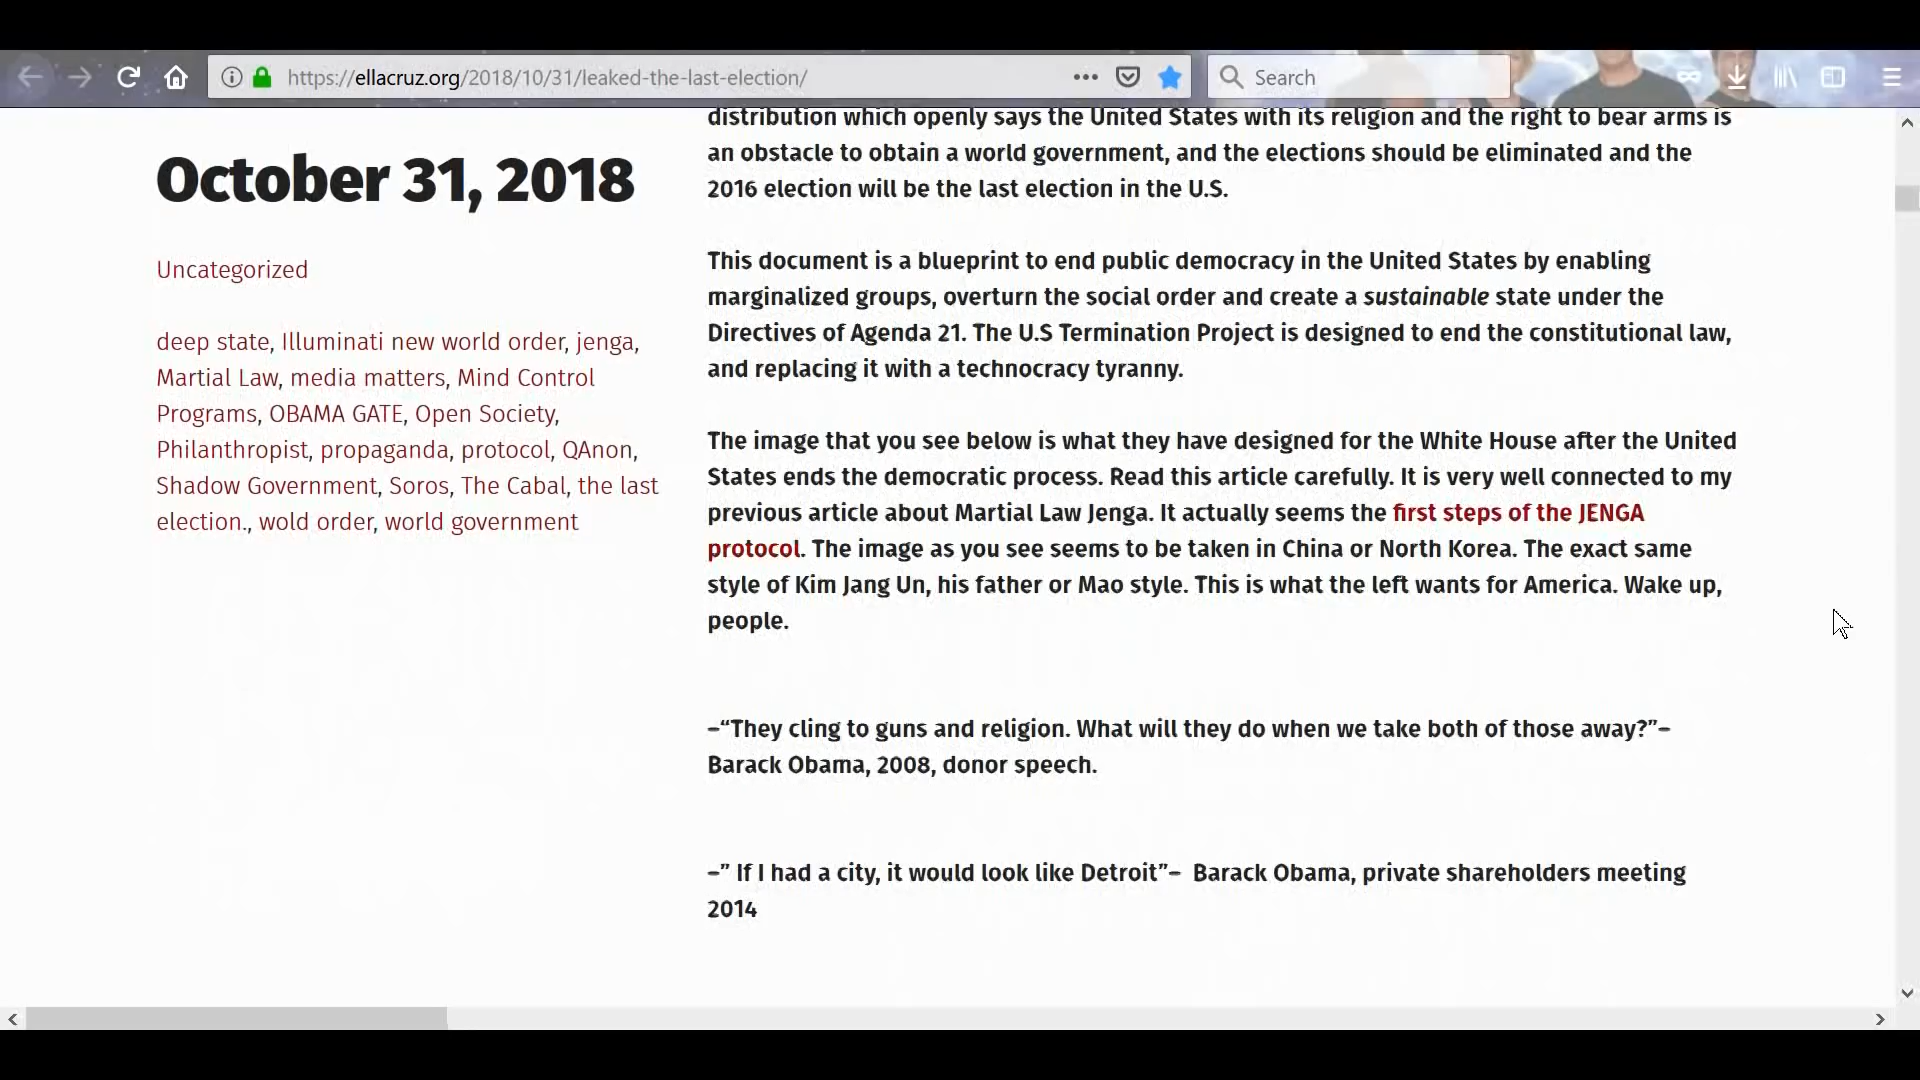 https://ellacruz.org/2018/10/31/leaked-the-last-election/
Search
October 31, 2018
Uncategorized
deep state, Illuminati new world order, jenga,
Martial Law, media matters, Mind Control
Programs, OBAMA GATE, Open Society,
Philanthropist, propaganda, protocol, QAnon,
Shadow Government, Soros, The Cabal, the last
election., wold order, world government
distribution which openly says the United States with its religion and the right to bear arms is
an obstacle to obtain a world government, and the elections should be eliminated and the
2016 election will be the last election in the U.S.
This document is a blueprint to end public democracy in the United States by enabling
marginalized groups, overturn the social order and create a sustainable state under the
Directives of Agenda 21. The U.S Termination Project is designed to end the constitutional law,
and replacing it with a technocracy tyranny.
The image that you see below is what they have designed for the White House after the United
States ends the democratic process. Read this article carefully. It is very well connected to my
previous article about Martial Law Jenga. It actually seems the first steps of the JENGA
protocol. The image as you see seems to be taken in China or North Korea. The exact same
style of Kim Jang Un, his father or Mao style. This is what the left wants for America. Wake up,
people.
–“They cling to guns and religion. What will they do when we take both of those away?”–
Barack Obama, 2008, donor speech.
–” If I had a city, it would look like Detroit”– Barack Obama, private shareholders meeting
2014